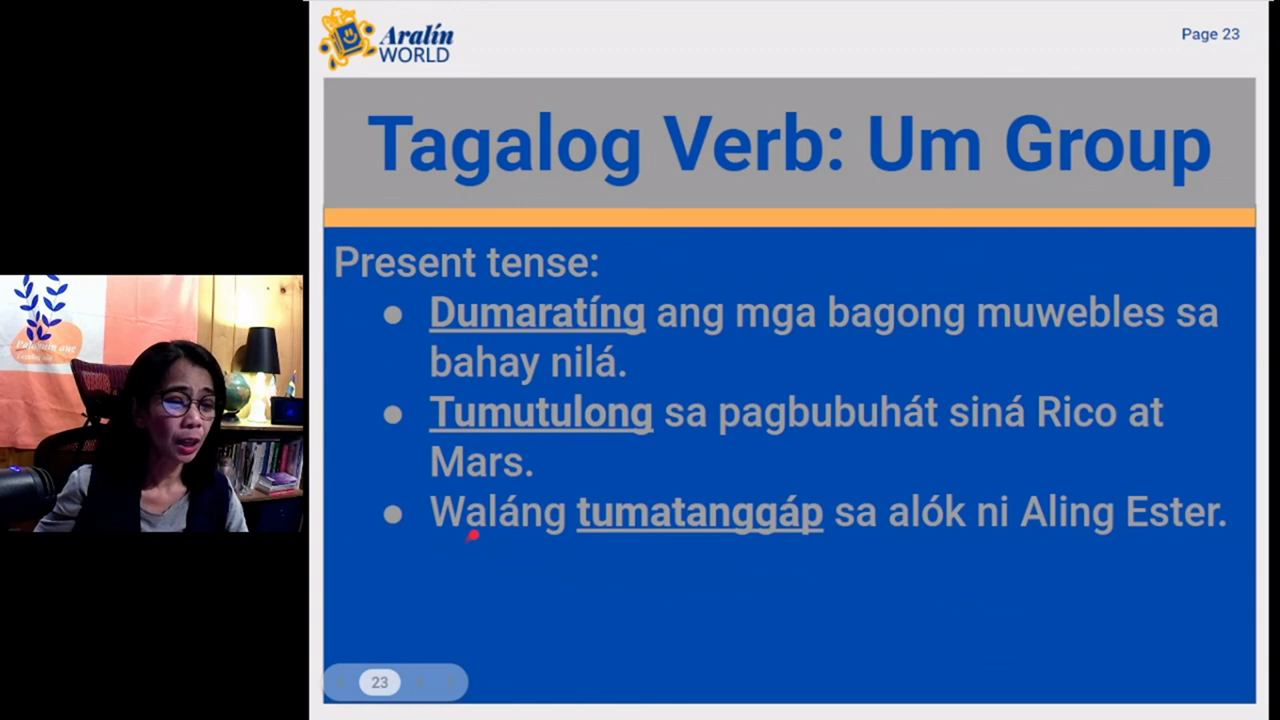 Aralín
WORLD
Page 23
Tagalog Verb: Um Group
Present tense:
● Dumaratíng ang mga bagong muwebles sa
bahay nilá.
● Tumutulong sa pagbubuhát siná Rico at
Mars.
● Waláng tumatanggáp sa alók ni Aling Ester.
23